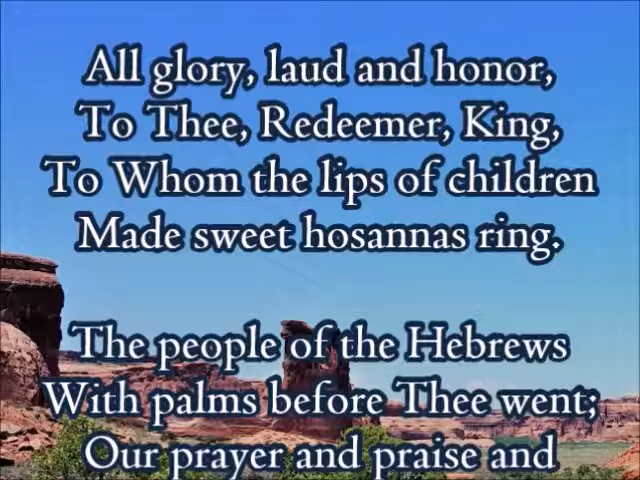 All glory, laud and honor,
To Thee, Redeemer, King,
To Whom the lips of children
Made sweet hosannas ring.
The people of the Hebrews
With palms before Thee went;
Our prayer and praise and